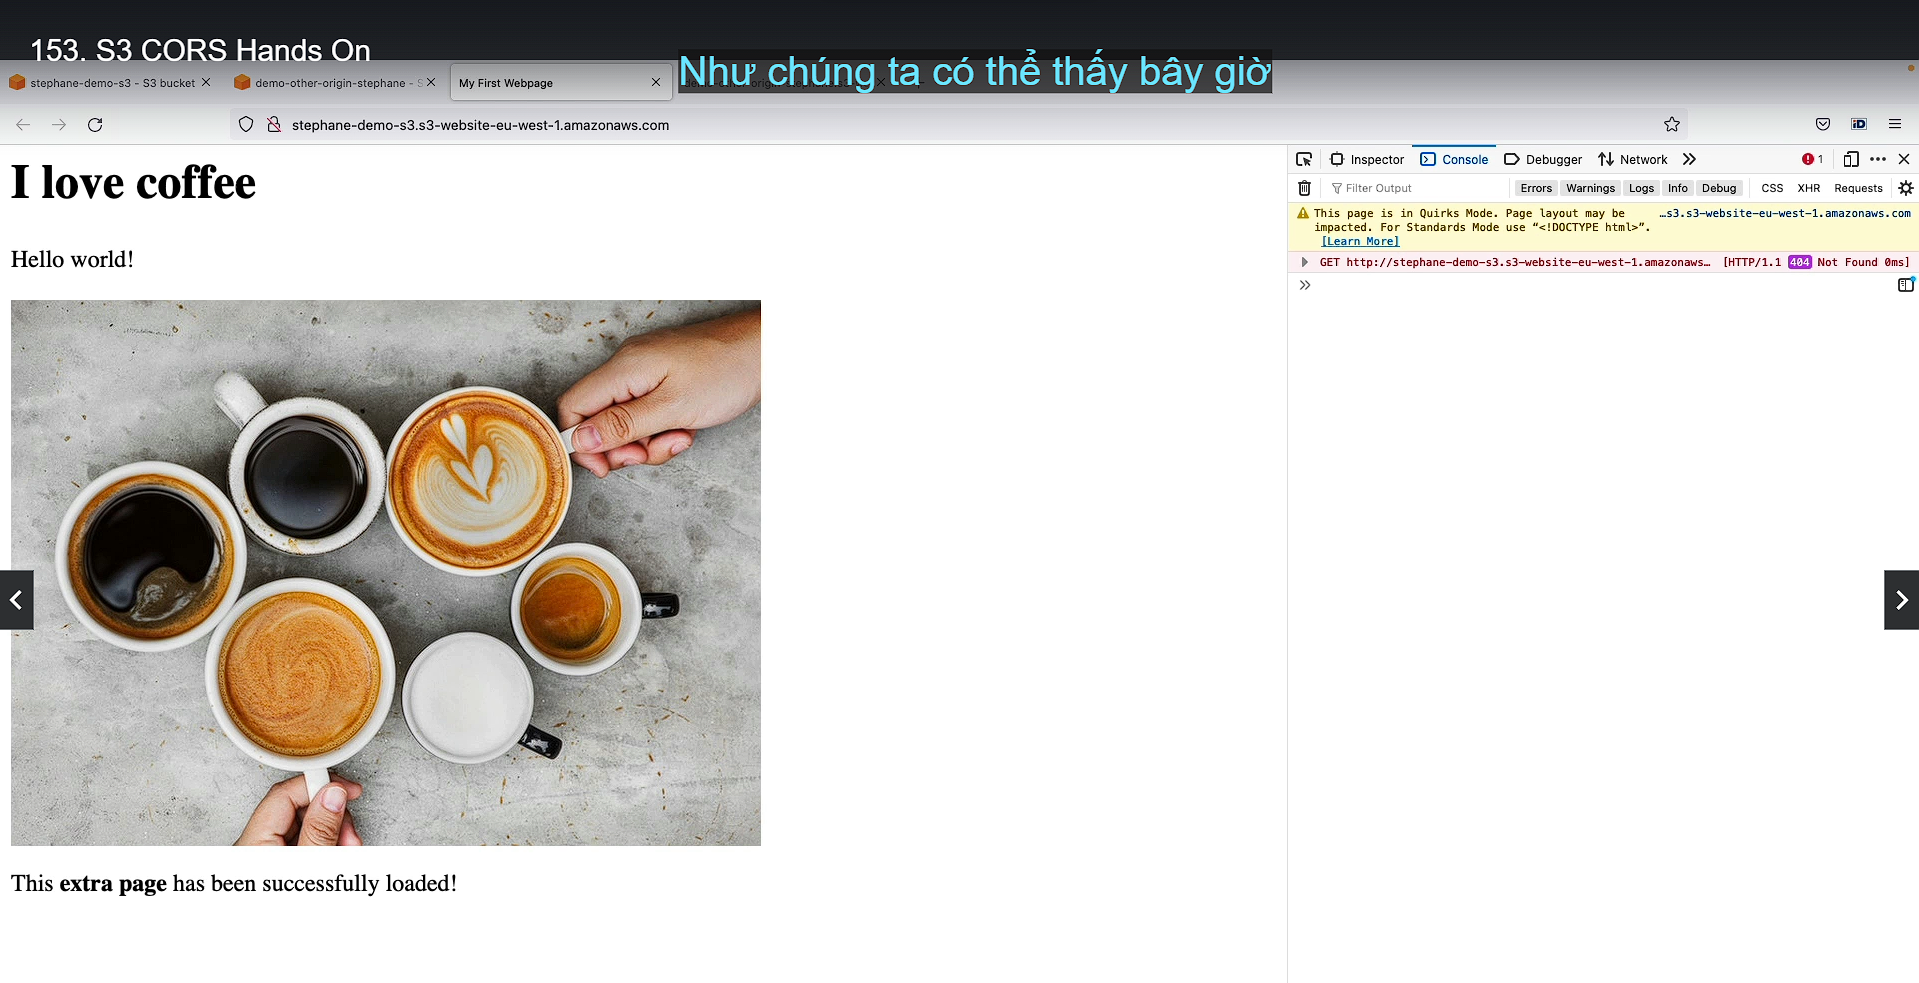 153. S3 CORS Hands On
Như chúng ta có thể thấy bây giờ
stephane-demo-s3 - S3 bucket
demo-other-origin-stephane - S
My First Webpage
stephane-demo-s3.s3-website-eu-west-1.amazonaws.com
I love coffee
Hello world!
This extra page has been successfully loaded!
Inspector
Console
Debugger
Network
1
Filter Output
Errors
Warnings
Logs
Info
Debug
CSS
XHR
Requests
This page is in Quirks Mode. Page layout may be
…s3.s3-website-eu-west-1.amazonaws.com
impacted. For Standards Mode use “<!DOCTYPE html>”.
[Learn More]
GET http://stephane-demo-s3.s3-website-eu-west-1.amazonaws… [HTTP/1.1 404 Not Found 0ms]